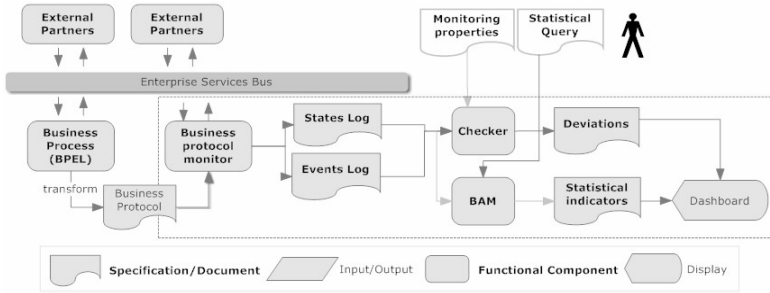 External
Partners
External
Partners
Monitoring
properties
Statistical
Query
Enterprise Services Bus
Business
Process
(BPEL)
Business
protocol
monitor
States Log
Events Log
Checker
Deviations
transform
Business
Protocol
BAM
Statistical
indicators
Dashboard
Specification/Document
Input/Output
Functional Component
Display